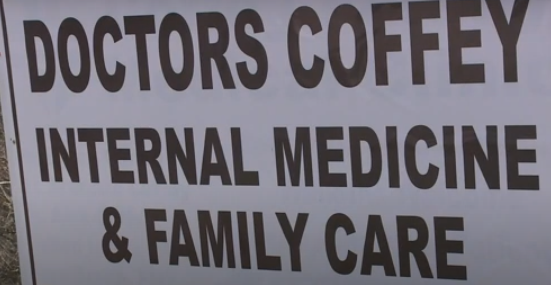 DOCTORS COFFEY
INTERNAL MEDICINE
& FAMILY CARE